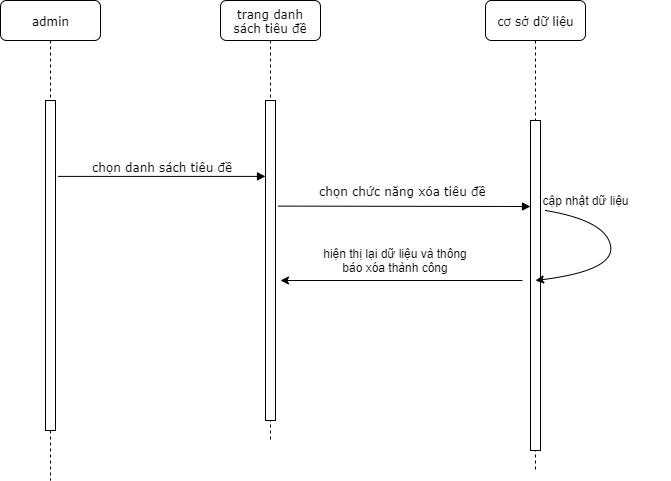 admin
trang danh
sách tiêu đề
cơ sở dữ liệu
chọn danh sách tiêu đề
chọn chức năng xóa tiêu đề
cập nhật dữ liệu
hiện thị lại dữ liệu và thông
báo xóa thành công